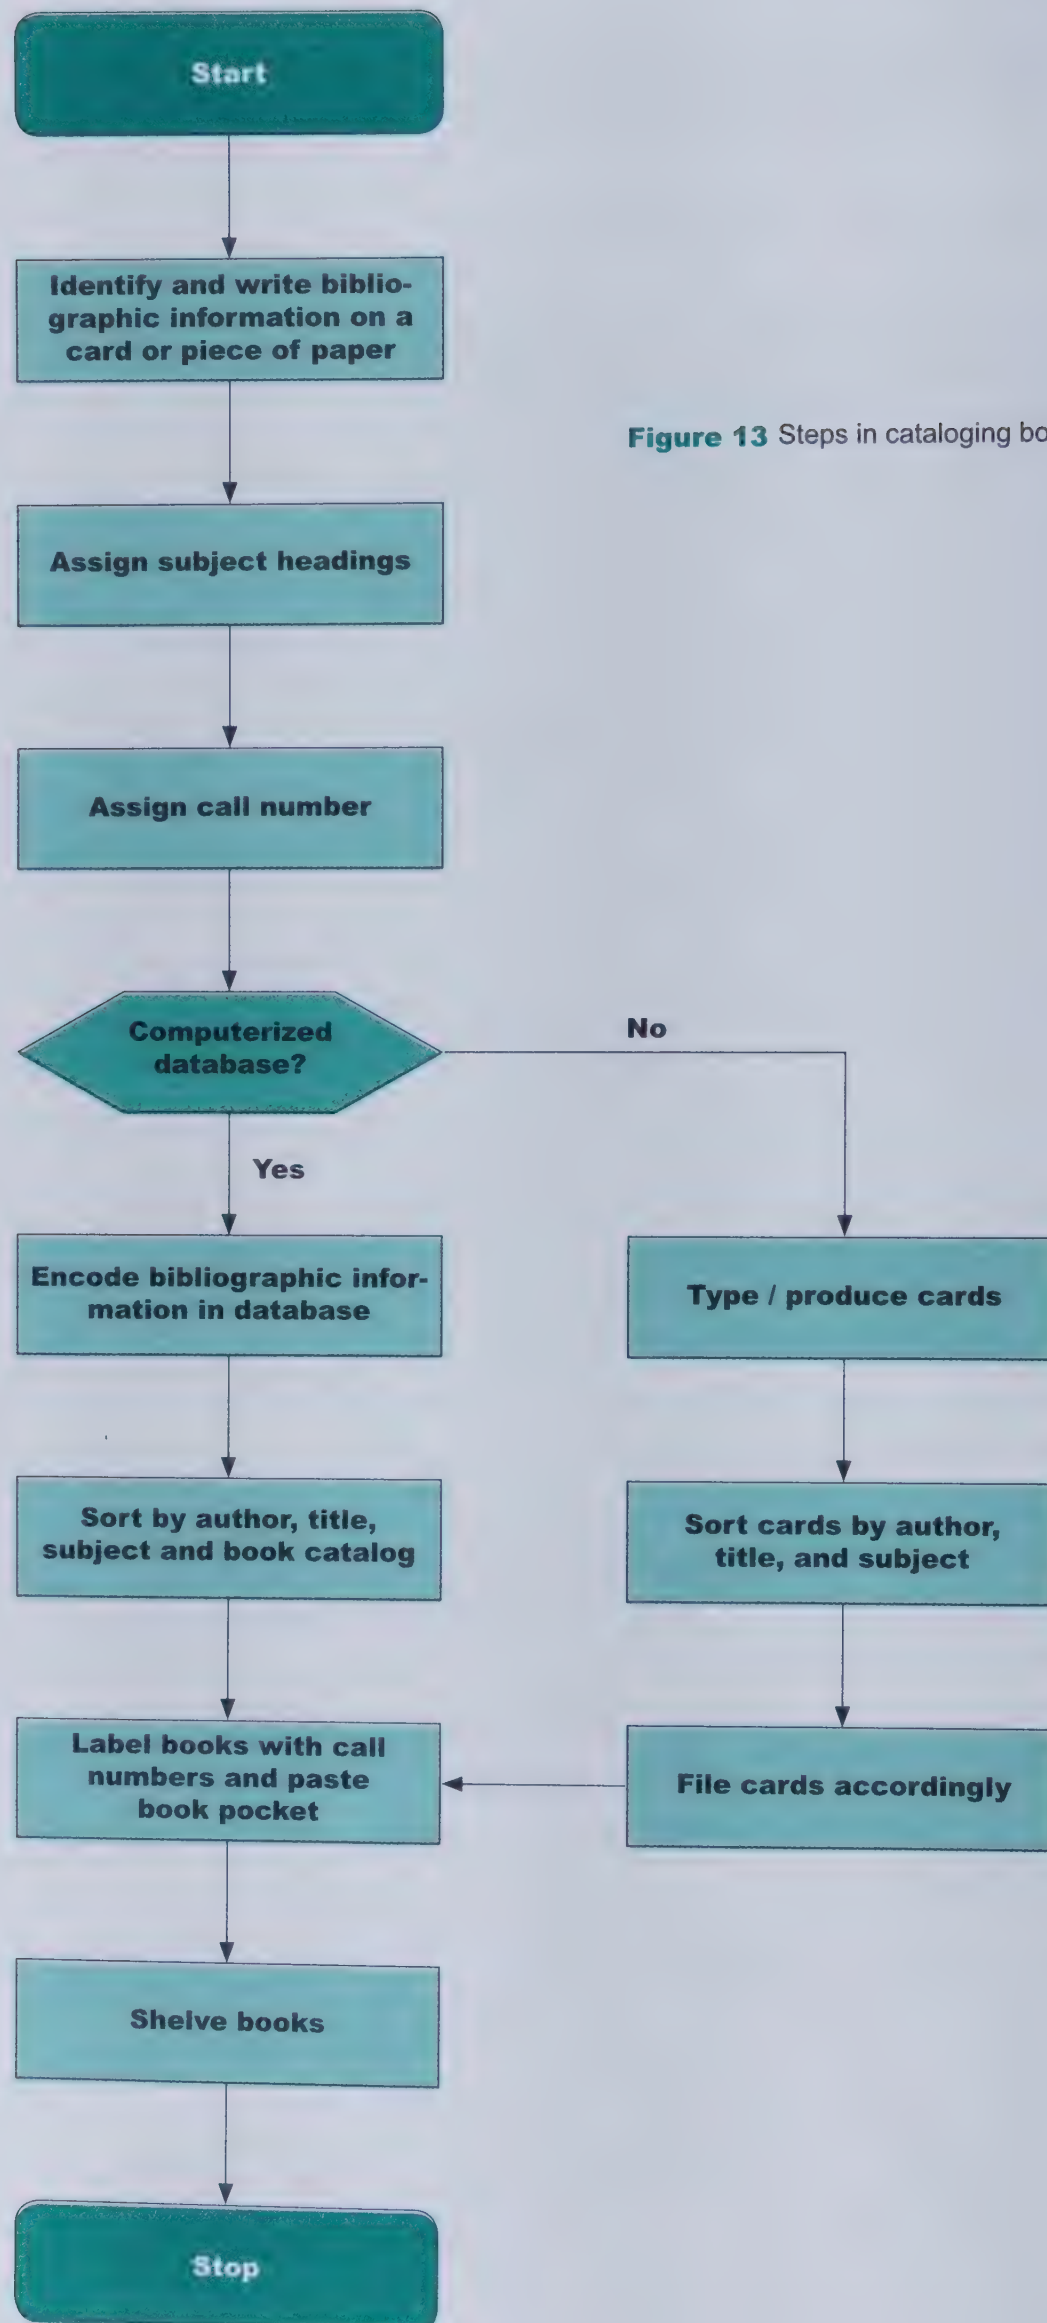 Start
Identify and write biblio-
graphic information on a
card or piece of paper
Figure 13 Steps in cataloging
Assign subject headings
Assign call number
Computerized
database?
No
Yes
Encode bibliographic infor-
mation in database
Type / produce cards
Sort by author, title,
subject and book catalog
Sort cards by author,
title, and subject
Label books with call
numbers and paste
book pocket
File cards accordingly
Shelve books
Stop